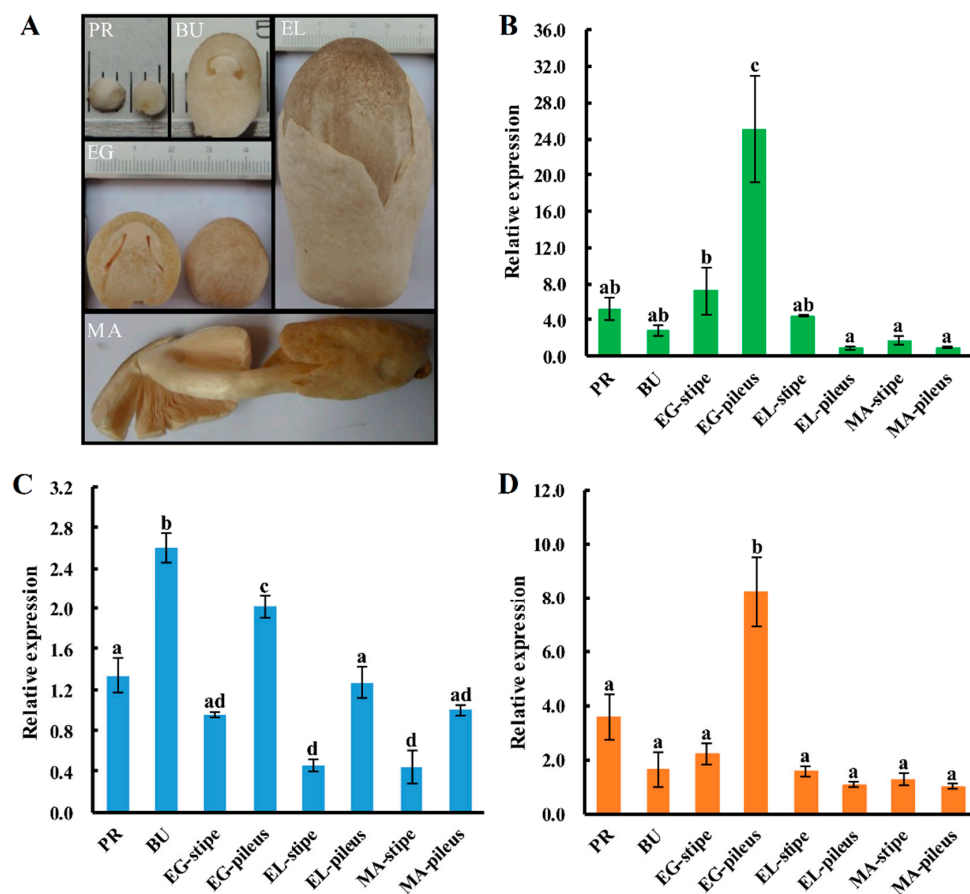 A
PR
BU
5
EL
1 2 3 4
EG
1 2 3 4
MA
B
Relative expression
36.0
32.0
28.0
24.0
20.0
16.0
12.0
8.0
4.0
0.0
ab ab b c ab a a a
PR BU EG-stipe EG-pileus EL-stipe EL-pileus MA-stipe MA-pileus
C
Relative expression
3.2
2.8
2.4
2.0
1.6
1.2
0.8
0.4
0.0
a b ad c d a d ad
PR BU EG-stipe EG-pileus EL-stipe EL-pileus MA-stipe MA-pileus
D
Relative expression
12.0
10.0
8.0
6.0
4.0
2.0
0.0
a a a b a a a a
PR BU EG-stipe EG-pileus EL-stipe EL-pileus MA-stipe MA-pileus